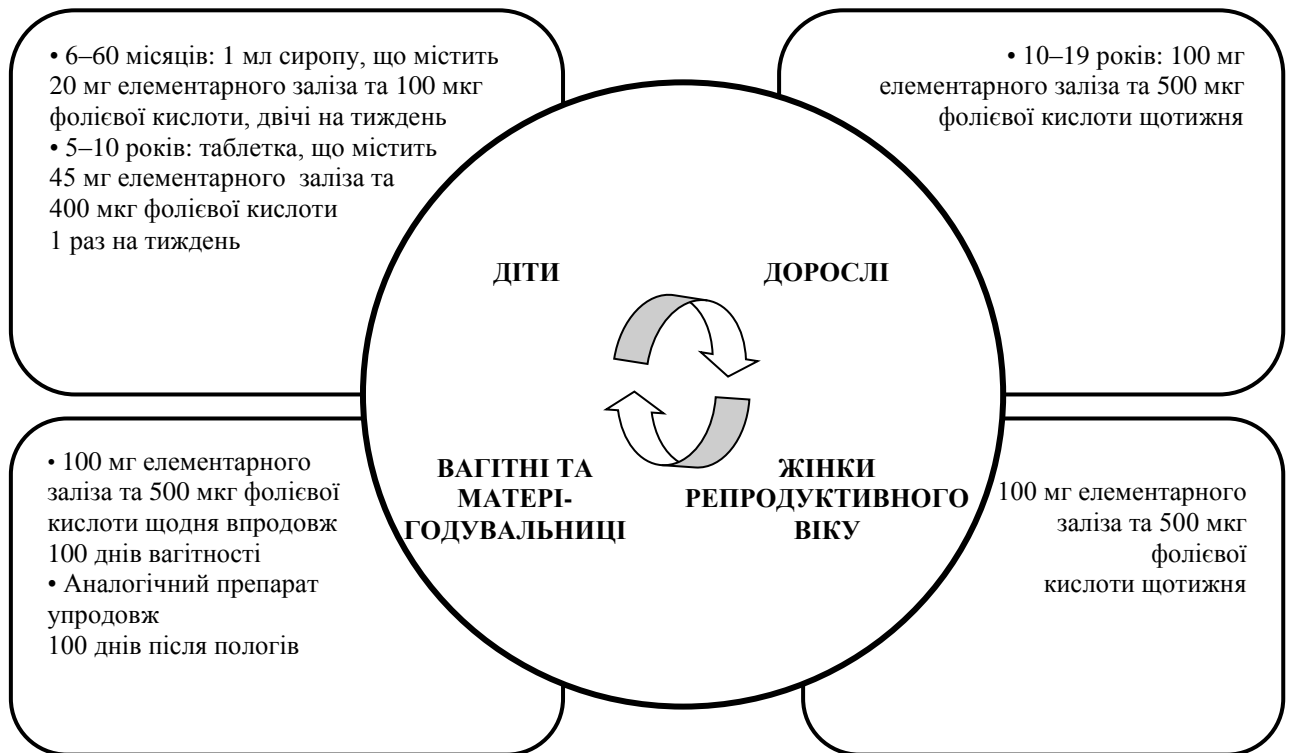 • 6–60 місяців: 1 мл сиропу, що містить
20 мг елементарного заліза та 100 мкг
фолієвої кислоти, двічі на тиждень
• 5–10 років: таблетка, що містить
45 мг елементарного заліза та
400 мкг фолієвої кислоти
1 раз на тиждень
• 10–19 років: 100 мг
елементарного заліза та 500 мкг
фолієвої кислоти щотижня
ДІТИ
ДОРОСЛІ
ВАГІТНІ ТА
МАТЕРІ-
ГОДУВАЛЬНИЦІ
ЖІНКИ
РЕПРОДУКТИВНОГО
ВІКУ
• 100 мг елементарного
заліза та 500 мкг фолієвої
кислоти щодня впродовж
100 днів вагітності
• Аналогічний препарат
упродовж
100 днів після пологів
100 мг елементарного
заліза та 500 мкг
фолієвої
кислоти щотижня